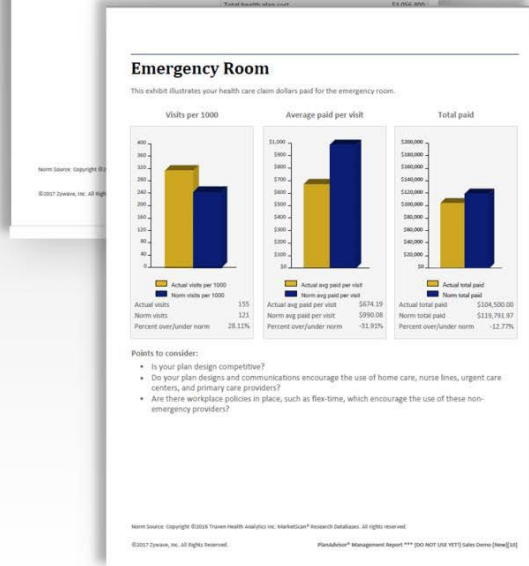 Total health plan cost $3,056,800
Emergency Room
This exhibit illustrates your health care claim dollars paid for the emergency room.
Visits per 1000
400
360
320
280
240
200
160
120
80
40
0
Actual visits per 1000
Norm visits per 1000
Actual visits 155
Norm visits 121
Percent over/under norm 28.11%
Average paid per visit
$1,000
$900
$800
$700
$600
$500
$400
$300
$200
$100
$0
Actual avg paid per visit
Norm avg paid per visit
Actual avg paid per visit $674.19
Norm avg paid per visit $990.08
Percent over/under norm -31.91%
Total paid
$200,000
$180,000
$160,000
$140,000
$120,000
$100,000
$80,000
$60,000
$40,000
$20,000
$0
Actual total paid
Norm total paid
Actual total paid $104,500.00
Norm total paid $119,791.97
Percent over/under norm -12.77%
Points to consider:
• Is your plan design competitive?
• Do your plan designs and communications encourage the use of home care, nurse lines, urgent care
centers, and primary care providers?
• Are there workplace policies in place, such as flex-time, which encourage the use of these non-
emergency providers?
Norm Source: Copyright ©2016 Truven Health Analytics Inc. MarketScan® Research Databases. All rights reserved.
©2017 Zywave, Inc. All Rights Reserved.
PlanAdvisor® Management Report *** (DO NOT USE YET!) Sales Demo (New)[10]
Norm Source: Copyright ©2
©2017 Zywave, Inc. All Righ